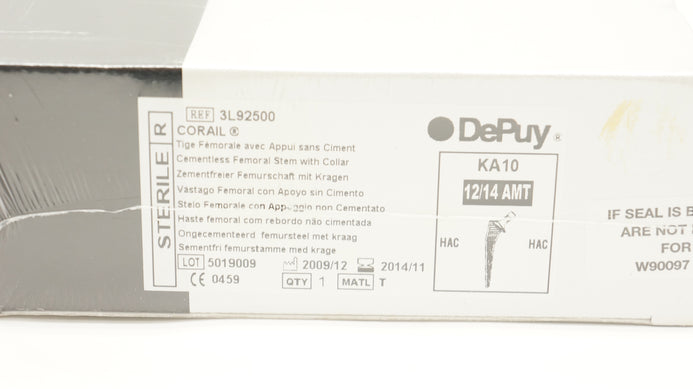 STERILE R
REF 3L92500
CORAIL ®
Tige Fémorale avec Appui sans Ciment
Cementless Femoral Stem with Collar
Zementfreier Femurschaft mit Kragen
Vastago Femoral con Apoyo sin Cimento
Stelo Femorale con Appoggio non Cementato
Haste femoral com rebordo não cimentada
Ongecementeerd femursteel met kraag
Sementfri femurstamme med krage
LOT 5019009 2009/12 2014/11
CE 0459 QTY 1 MATL T
DePuy®
KA10
12/14 AMT
HAC HAC
IF SEAL IS B
ARE NOT
FOR
W90097